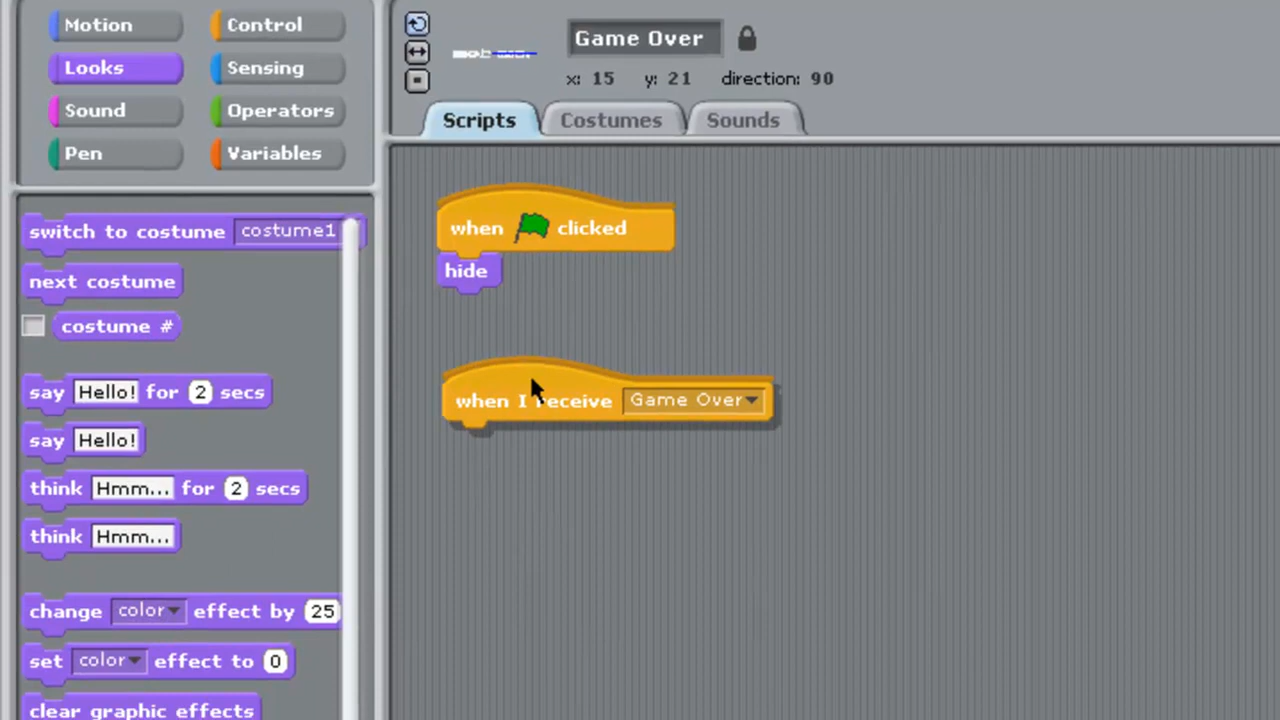 Motion
Control
Looks
Sensing
Sound
Operators
Pen
Variables
switch to costume costume1
next costume
costume #
say Hello! for 2 secs
say Hello!
think Hmm... for 2 secs
think Hmm...
change color effect by 25
set color effect to 0
clear graphic effects
Game Over
x: 15 y: 21 direction: 90
Scripts Costumes Sounds
when clicked
hide
when I receive Game Over